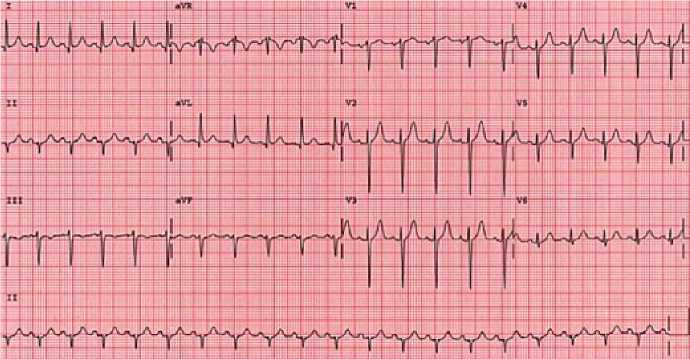 I aVR V1 V4
II aVL V2 V5
III aVF V3 V6
II